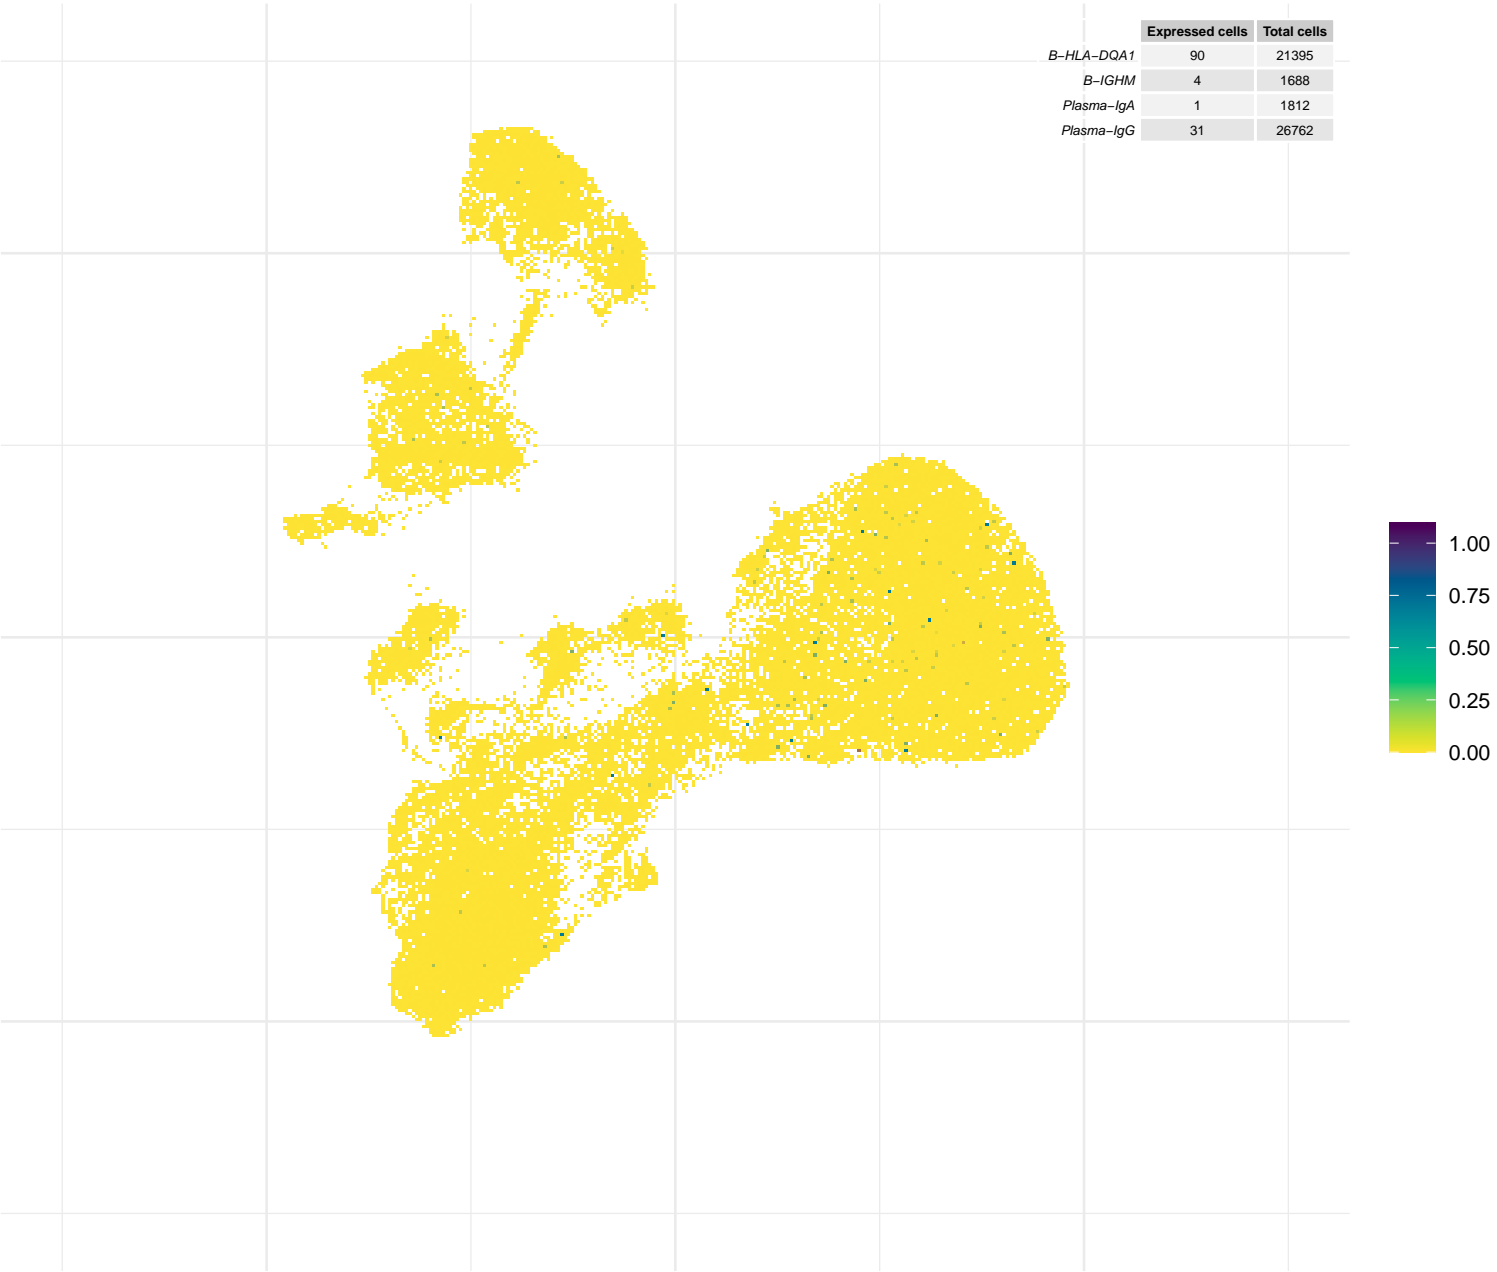 Expressed cells Total cells
B−HLA−DQA1 90 21395
B−IGHM 4 1688
Plasma−IgA 1 1812
Plasma−IgG 31 26762
1.00
0.75
0.50
0.25
0.00